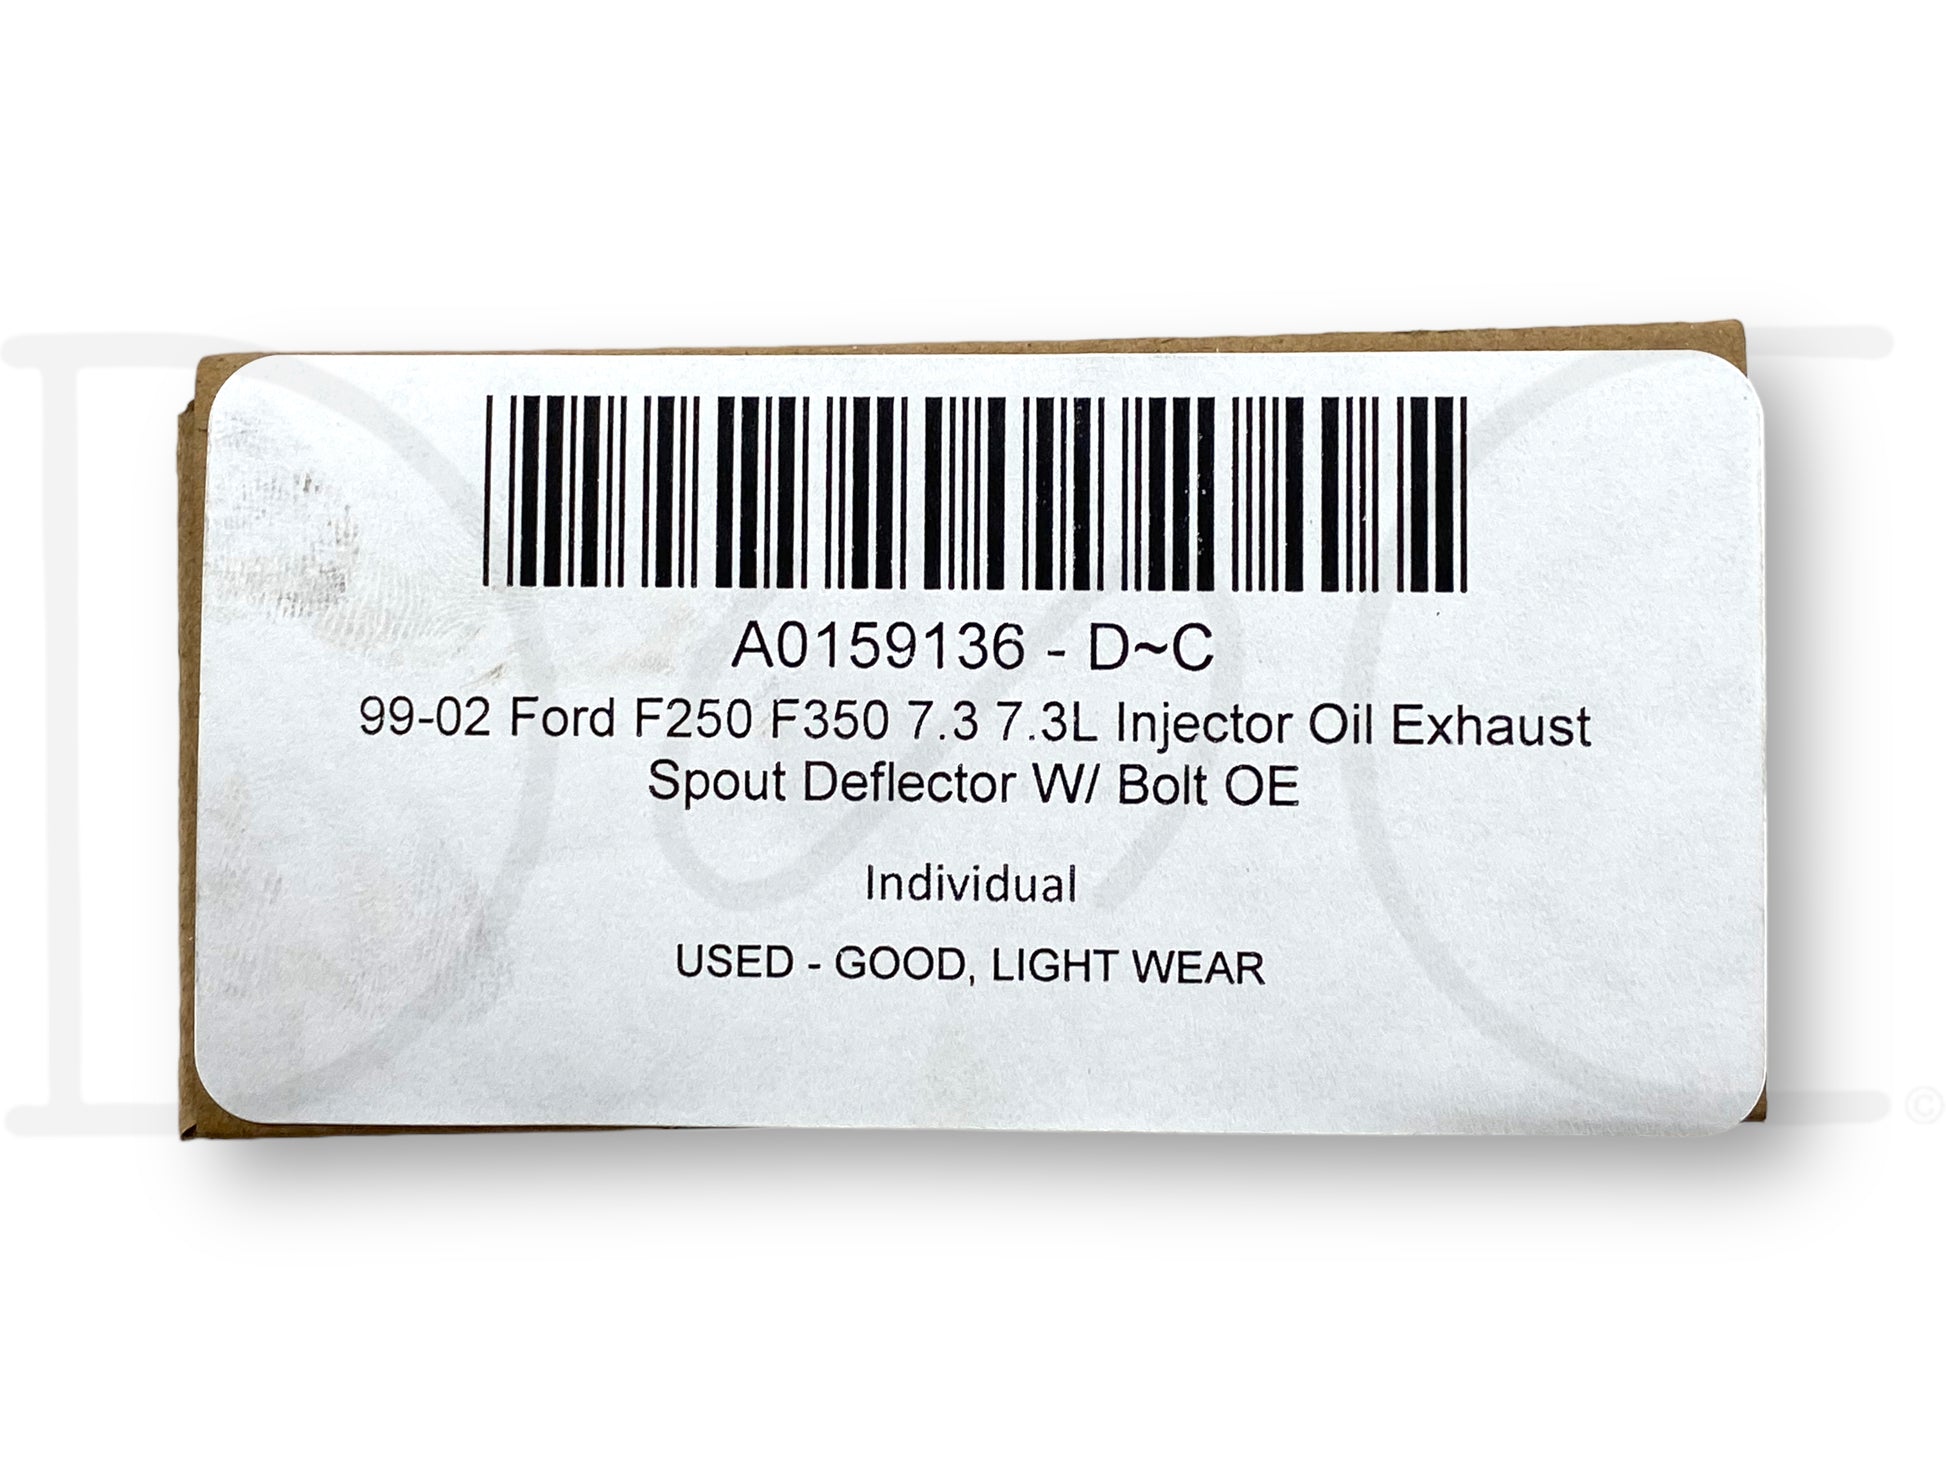 A0159136 - D~C
99-02 Ford F250 F350 7.3 7.3L Injector Oil Exhaust
Spout Deflector W/ Bolt OE
Individual
USED - GOOD, LIGHT WEAR
D~C
©